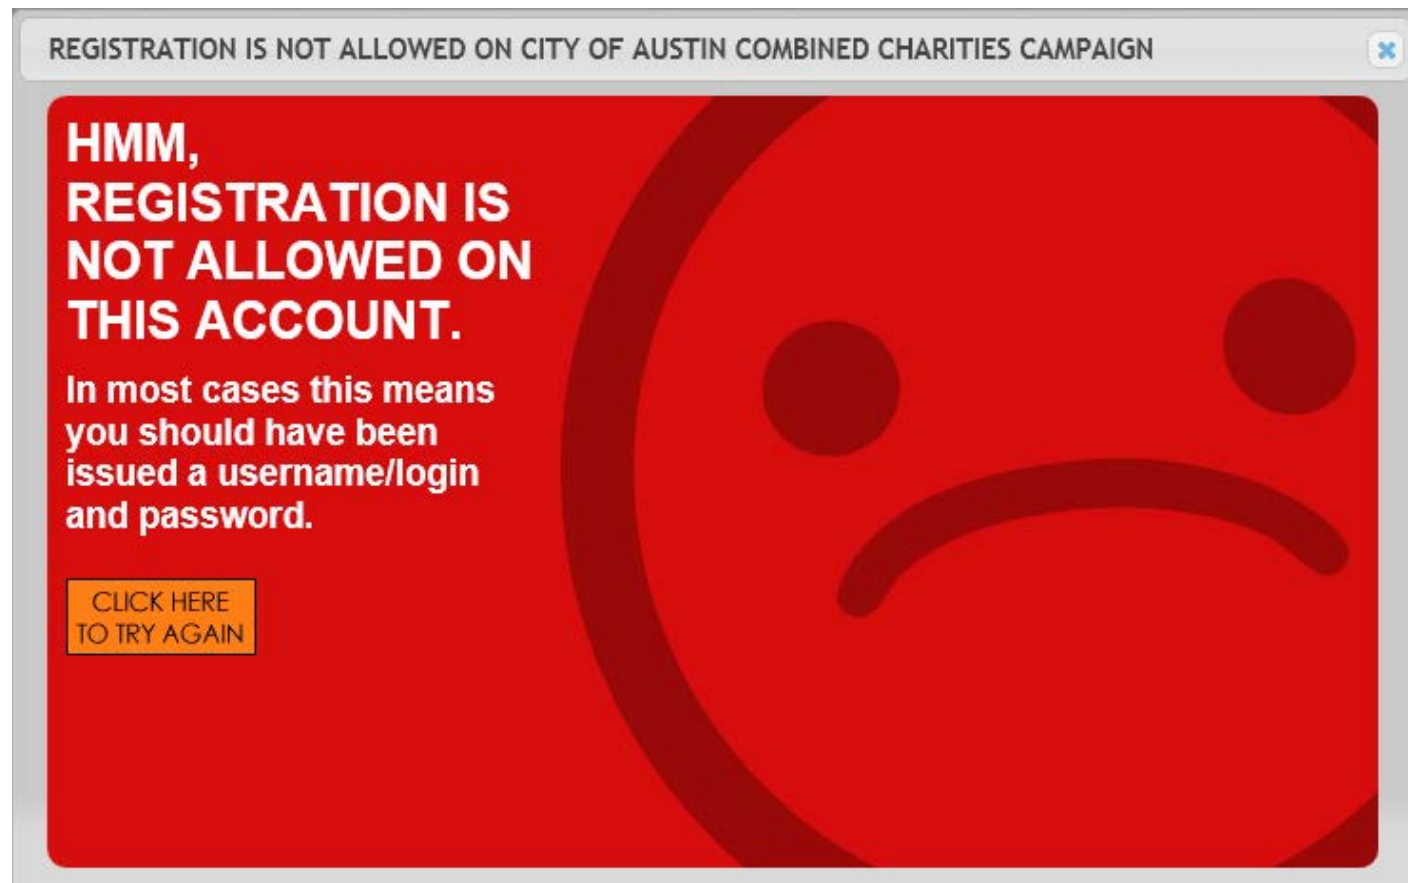 REGISTRATION IS NOT ALLOWED ON CITY OF AUSTIN COMBINED CHARITIES CAMPAIGN
HMM,
REGISTRATION IS
NOT ALLOWED ON
THIS ACCOUNT.
In most cases this means
you should have been
issued a username/login
and password.
CLICK HERE
TO TRY AGAIN